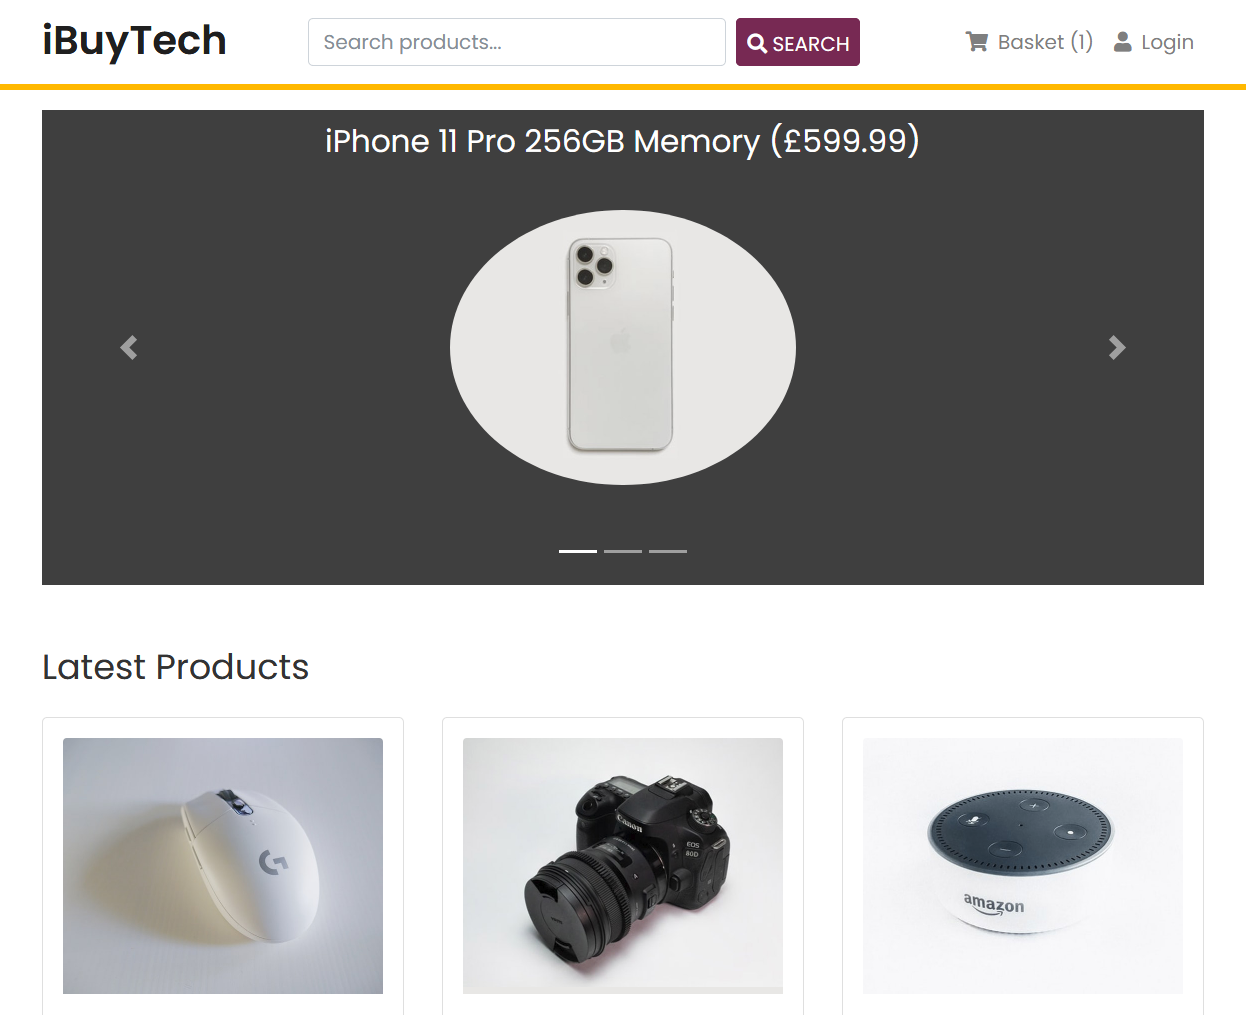 iBuyTech
Search products...
SEARCH
Basket (1)
Login
iPhone 11 Pro 256GB Memory (£599.99)
Latest Products
G
Canon
EOS
80D
A
amazon